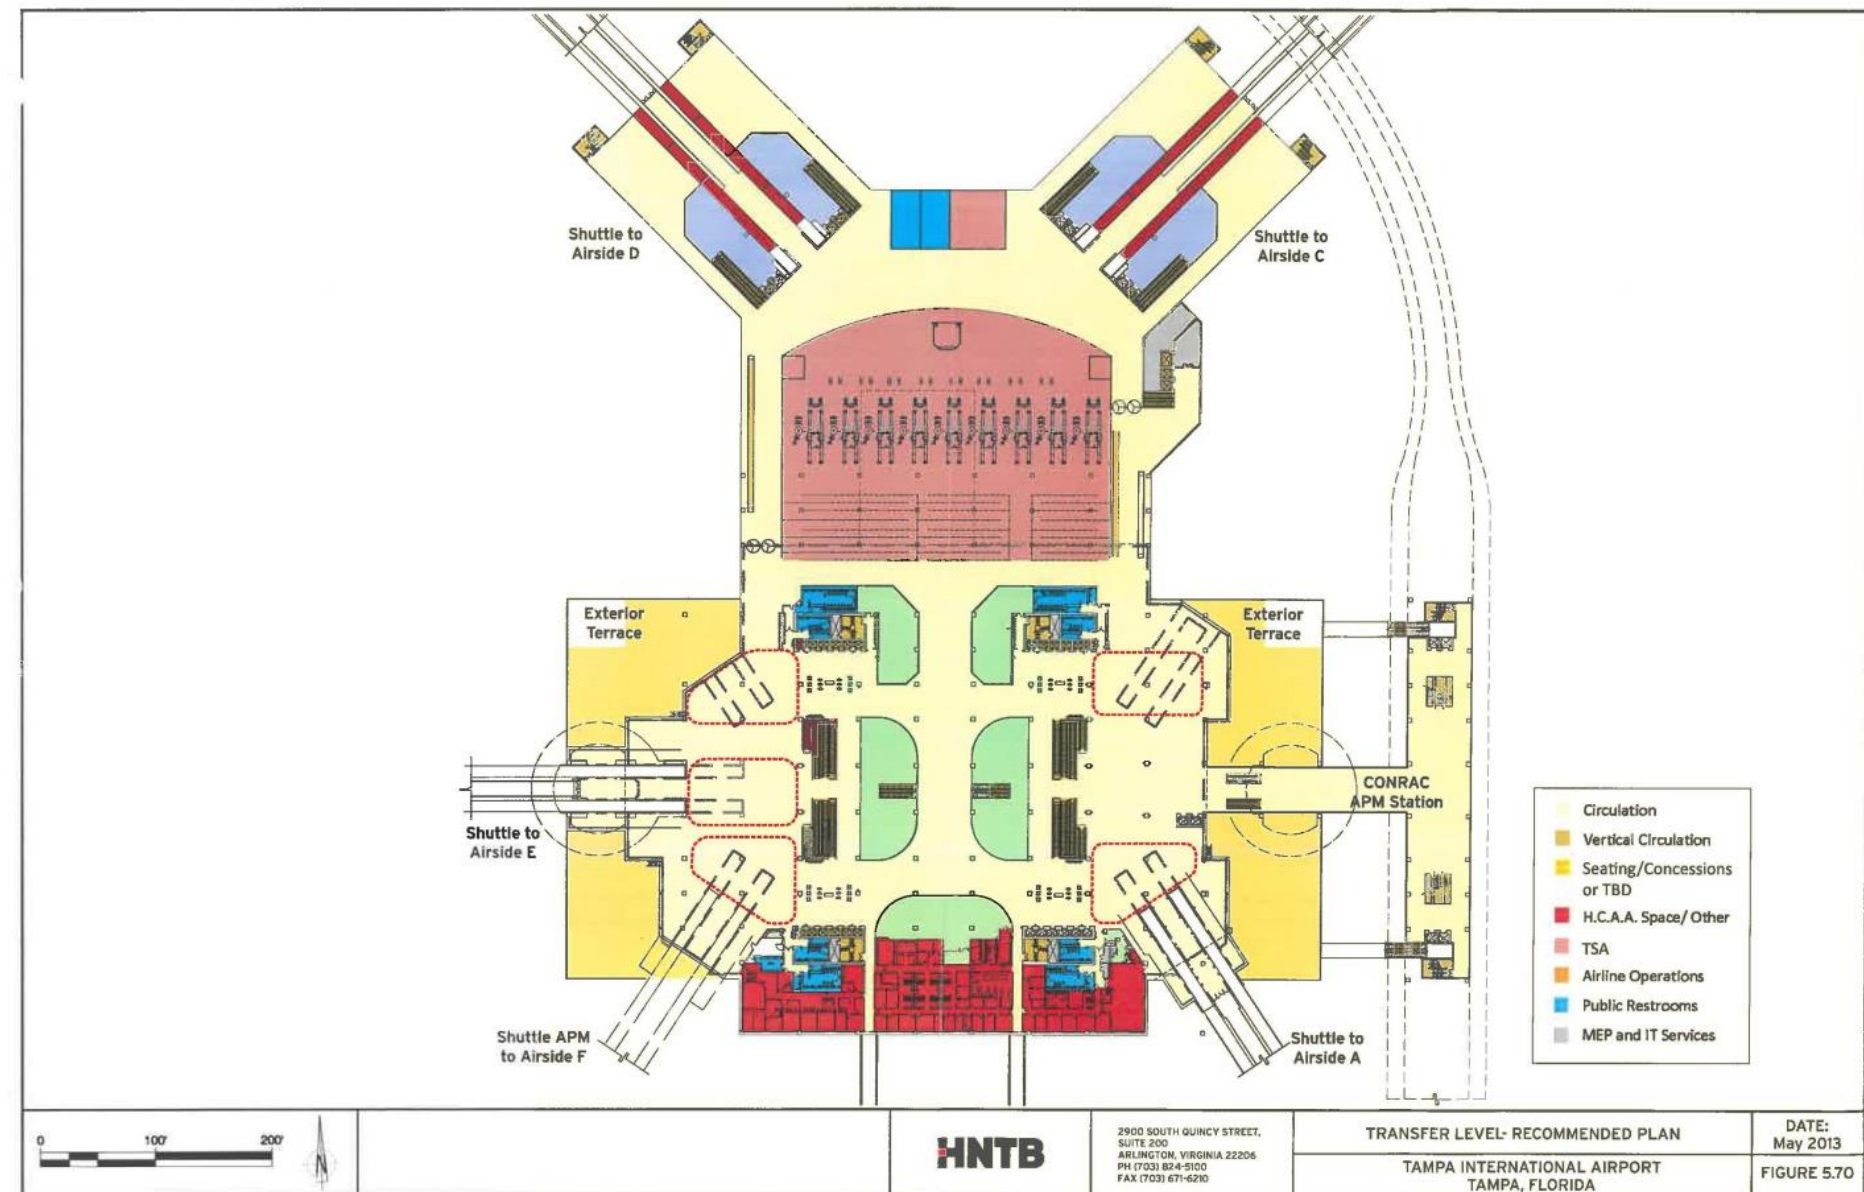 Shuttle to
Airside D
Shuttle to
Airside C
Exterior
Terrace
Exterior
Terrace
CONRAC
APM Station
Shuttle to
Airside E
Shuttle APM
to Airside F
Shuttle to
Airside A
Circulation
Vertical Circulation
Seating/Concessions
or TBD
H.C.A.A. Space/ Other
TSA
Airline Operations
Public Restrooms
MEP and IT Services
0 100' 200'
N
HNTB
2900 SOUTH QUINCY STREET,
SUITE 200
ARLINGTON, VIRGINIA 22206
PH (703) 824-5100
FAX (703) 671-6210
TRANSFER LEVEL- RECOMMENDED PLAN
TAMPA INTERNATIONAL AIRPORT
TAMPA, FLORIDA
DATE:
May 2013
FIGURE 5.70